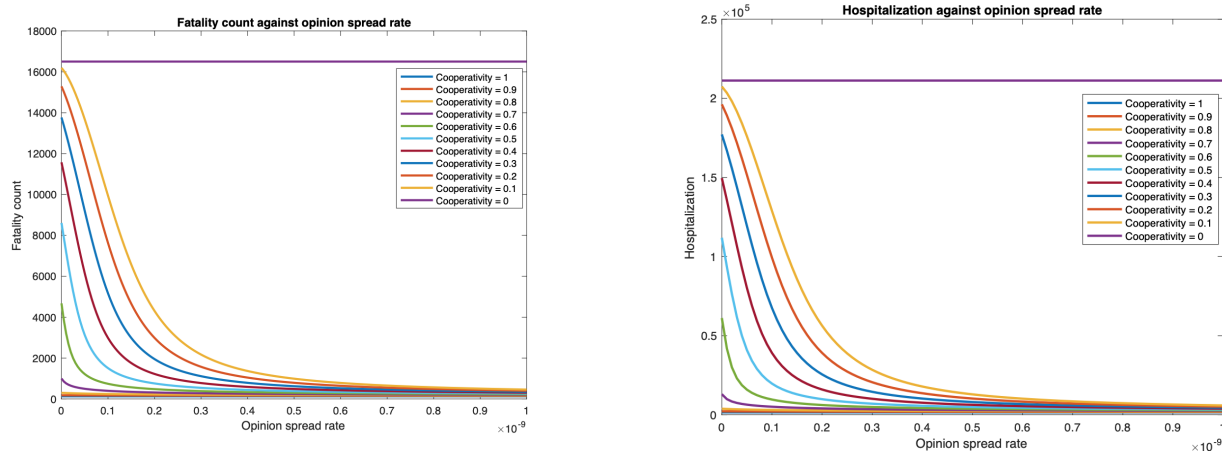 Fatality count against opinion spread rate
18000
16000
14000
12000
10000
8000
6000
4000
2000
0
Fatality count
Cooperativity = 1
Cooperativity = 0.9
Cooperativity = 0.8
Cooperativity = 0.7
Cooperativity = 0.6
Cooperativity = 0.5
Cooperativity = 0.4
Cooperativity = 0.3
Cooperativity = 0.2
Cooperativity = 0.1
Cooperativity = 0
0 0.1 0.2 0.3 0.4 0.5 0.6 0.7 0.8 0.9 1
Opinion spread rate
×10⁻⁹
Hospitalization against opinion spread rate
×10⁵
2.5
2
1.5
1
0.5
0
Hospitalization
Cooperativity = 1
Cooperativity = 0.9
Cooperativity = 0.8
Cooperativity = 0.7
Cooperativity = 0.6
Cooperativity = 0.5
Cooperativity = 0.4
Cooperativity = 0.3
Cooperativity = 0.2
Cooperativity = 0.1
Cooperativity = 0
0 0.1 0.2 0.3 0.4 0.5 0.6 0.7 0.8 0.9 1
Opinion spread rate
×10⁻⁹